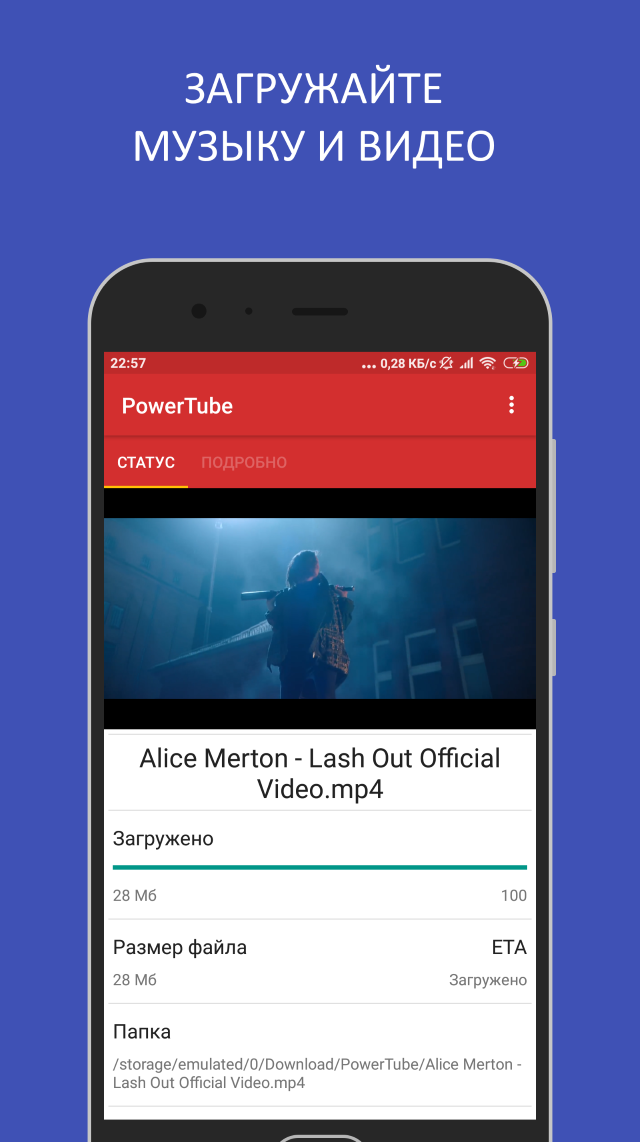 ЗАГРУЖАЙТЕ
МУЗЫКУ И ВИДЕО
22:57 ... 0,28 КБ/с
PowerTube
СТАТУС ПОДРОБНО
Alice Merton - Lash Out Official
Video.mp4
Загружено
28 Мб 100
Размер файла ETA
28 Мб Загружено
Папка
/storage/emulated/0/Download/PowerTube/Alice Merton -
Lash Out Official Video.mp4